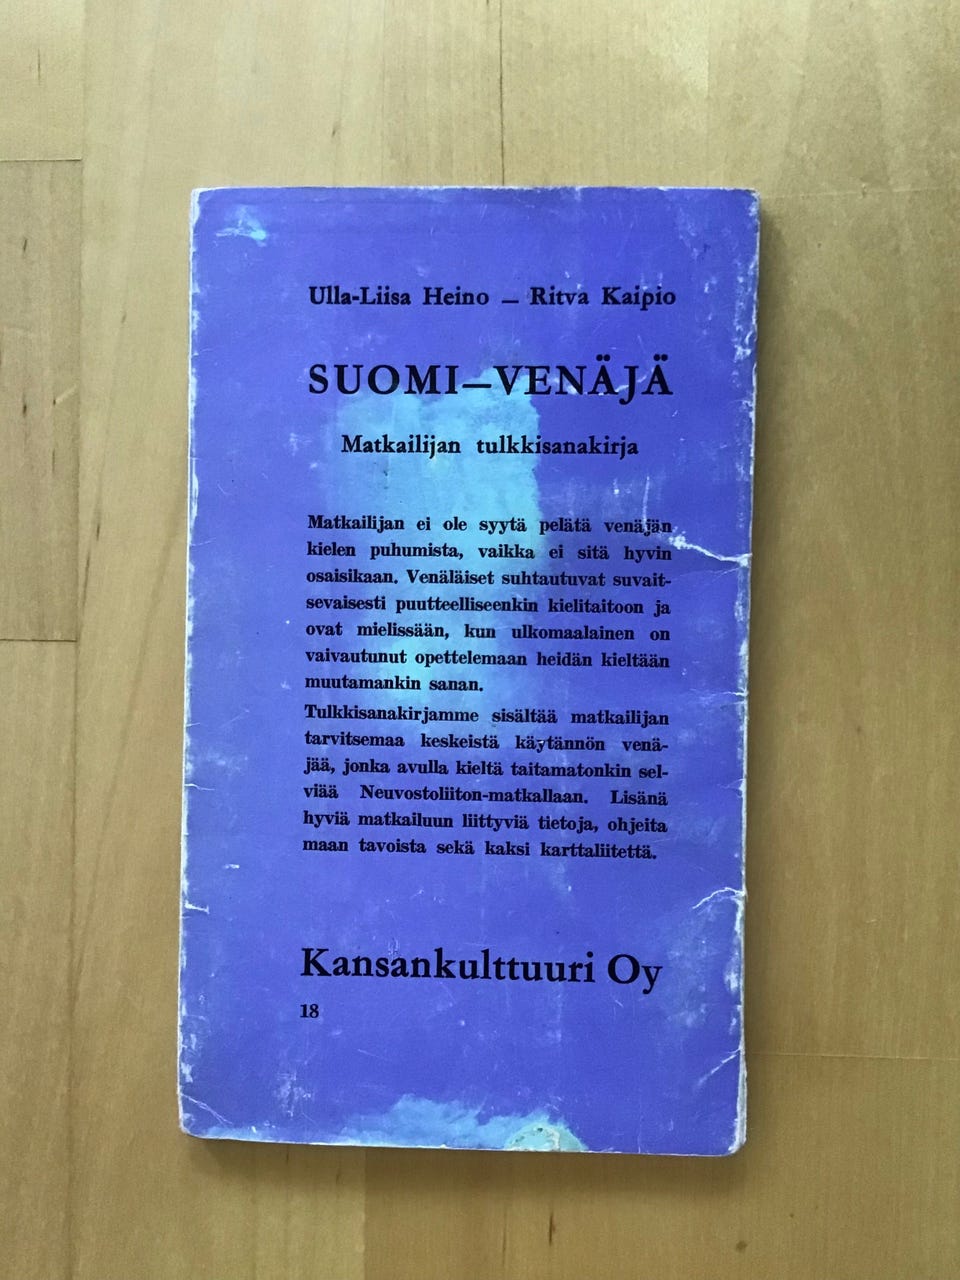 Ulla-Liisa Heino – Ritva Kaipio
SUOMI–VENÄJÄ
Matkailijan tulkkisanakirja
Matkailijan ei ole syytä pelätä venäjän
kielen puhumista, vaikka ei sitä hyvin
osaisikaan. Venäläiset suhtautuvat suvait-
sevaisesti puutteelliseenkin kielitaitoon ja
ovat mielissään, kun ulkomaalainen on
vaivautunut opettelemaan heidän kieltään
muutamankin sanan.
Tulkkisanakirjamme sisältää matkailijan
tarvitsemaa keskeistä käytännön venä-
jää, jonka avulla kieltä taitamatonkin sel-
viää Neuvostoliiton-matkallaan. Lisänä
hyviä matkailuun liittyviä tietoja, ohjeita
maan tavoista sekä kaksi karttaliitettä.
Kansankulttuuri Oy
18